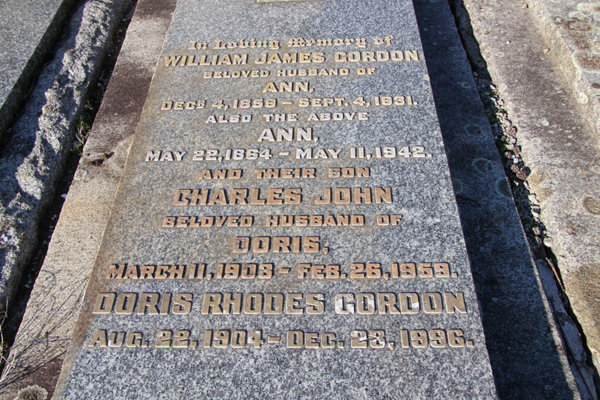 In Loving Memory of
WILLIAM JAMES GORDON
BELOVED HUSBAND OF
ANN,
DEC. 4, 1859 - SEPT. 4, 1931.
ALSO THE ABOVE
ANN,
MAY 22, 1864 - MAY 11, 1942.
AND THEIR SON
CHARLES JOHN
BELOVED HUSBAND OF
DORIS,
MARCH 11, 1903 - FEB. 26, 1959.
DORIS RHODES GORDON
AUG. 22, 1904 - DEC. 23, 1996.